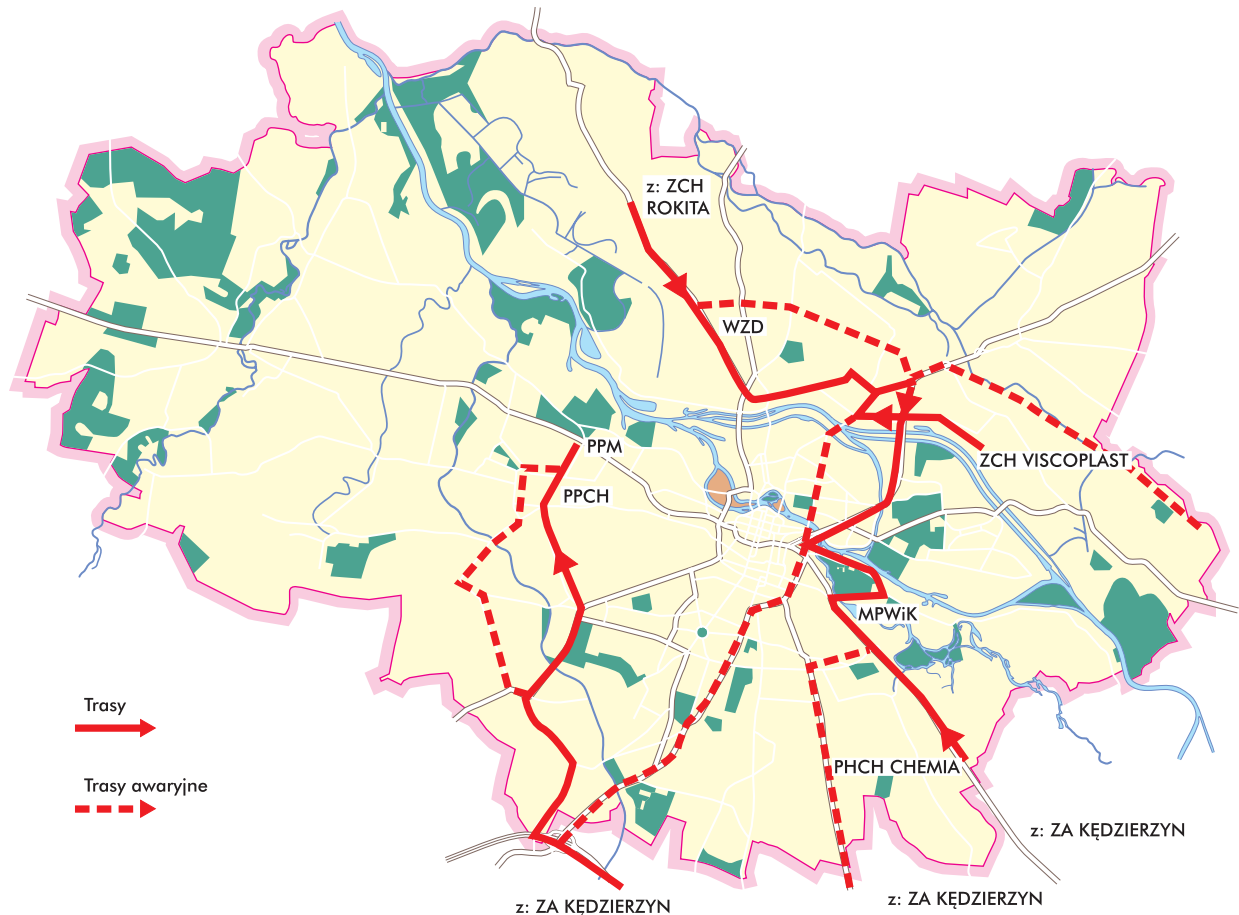 z: ZCH
ROKITA
WZD
PPM
ZCH VISCOPLAST
PPCH
MPWiK
Trasy
PHCH CHEMIA
Trasy awaryjne
z: ZA KĘDZIERZYN
z: ZA KĘDZIERZYN
z: ZA KĘDZIERZYN